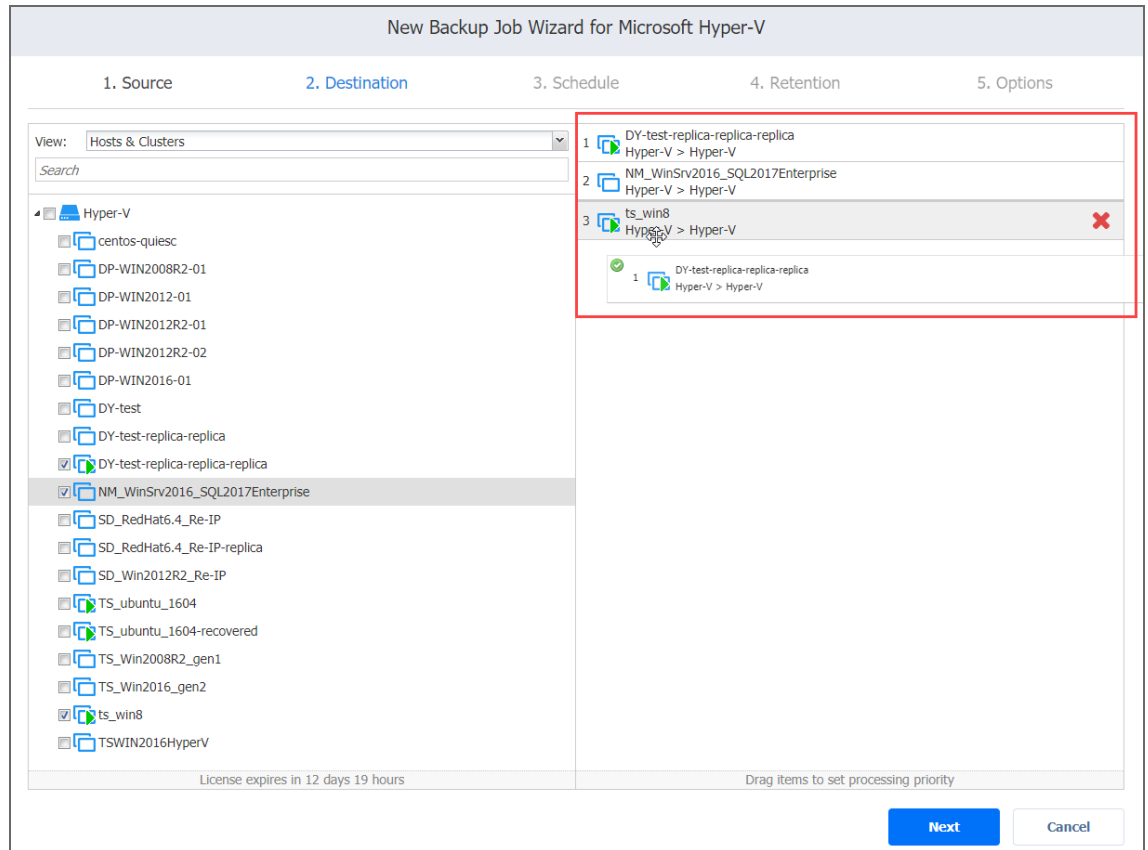 New Backup Job Wizard for Microsoft Hyper-V
1. Source
2. Destination
3. Schedule
4. Retention
5. Options
View:
Hosts & Clusters
Search
Hyper-V
centos-quiesc
DP-WIN2008R2-01
DP-WIN2012-01
DP-WIN2012R2-01
DP-WIN2012R2-02
DP-WIN2016-01
DY-test
DY-test-replica-replica
DY-test-replica-replica-replica
NM_WinSrv2016_SQL2017Enterprise
SD_RedHat6.4_Re-IP
SD_RedHat6.4_Re-IP-replica
SD_Win2012R2_Re-IP
TS_ubuntu_1604
TS_ubuntu_1604-recovered
TS_Win2008R2_gen1
TS_Win2016_gen2
ts_win8
TSWIN2016HyperV
License expires in 12 days 19 hours
1
DY-test-replica-replica-replica
Hyper-V > Hyper-V
2
NM_WinSrv2016_SQL2017Enterprise
Hyper-V > Hyper-V
3
ts_win8
Hyper-V > Hyper-V
1
DY-test-replica-replica-replica
Hyper-V > Hyper-V
Drag items to set processing priority
Next
Cancel